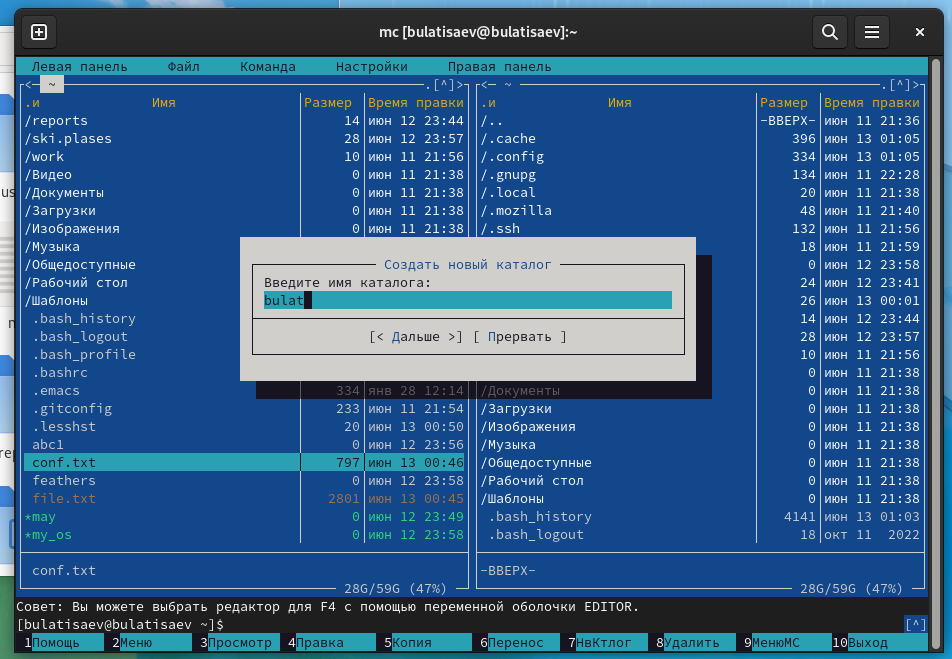 mc [bulatisaev@bulatisaev]:~
Левая панель Файл Команда Настройки Правая панель
<─ ~ ─.[^]> <─ ~ ─.[^]>
.и Имя Размер Время правки .и Имя Размер Время правки
/reports 14 июн 12 23:44 /.. -ВВЕРХ- июн 11 21:36
/ski.plases 28 июн 12 23:57 /.cache 396 июн 13 01:05
/work 10 июн 11 21:56 /.config 334 июн 13 01:05
/Видео 0 июн 11 21:38 /.gnupg 134 июн 11 22:28
/Документы 0 июн 11 21:38 /.local 20 июн 11 21:38
/Загрузки 0 июн 11 21:38 /.mozilla 48 июн 11 21:40
/Изображения 0 июн 11 21:38 /.ssh 132 июн 11 21:56
/Музыка 18 июн 11 21:59
/Общедоступные Создать новый каталог 0 июн 12 23:58
/Рабочий стол Введите имя каталога: 24 июн 12 23:41
/Шаблоны bulat 26 июн 13 00:01
.bash_history 14 июн 12 23:44
.bash_logout [< Дальше >] [ Прервать ] 28 июн 12 23:57
.bash_profile 10 июн 11 21:56
.bashrc 0 июн 11 21:38
.emacs 334 янв 28 12:14 /Документы 0 июн 11 21:38
.gitconfig 233 июн 11 21:54 /Загрузки 0 июн 11 21:38
.lesshst 20 июн 13 00:50 /Изображения 0 июн 11 21:38
abc1 0 июн 12 23:56 /Музыка 0 июн 11 21:38
conf.txt 797 июн 13 00:46 /Общедоступные 0 июн 11 21:38
feathers 0 июн 12 23:58 /Рабочий стол 0 июн 11 21:38
file.txt 2801 июн 13 00:45 /Шаблоны 0 июн 11 21:38
*may 0 июн 12 23:49 .bash_history 4141 июн 13 01:03
*my_os 0 июн 12 23:58 .bash_logout 18 окт 11 2022
conf.txt -ВВЕРХ-
28G/59G (47%) 28G/59G (47%)
Совет: Вы можете выбрать редактор для F4 с помощью переменной оболочки EDITOR.
[bulatisaev@bulatisaev ~]$ [^]
1Помощь 2Меню 3Просмотр 4Правка 5Копия 6Перенос 7НвКтлог 8Удалить 9МенюМС 10Выход